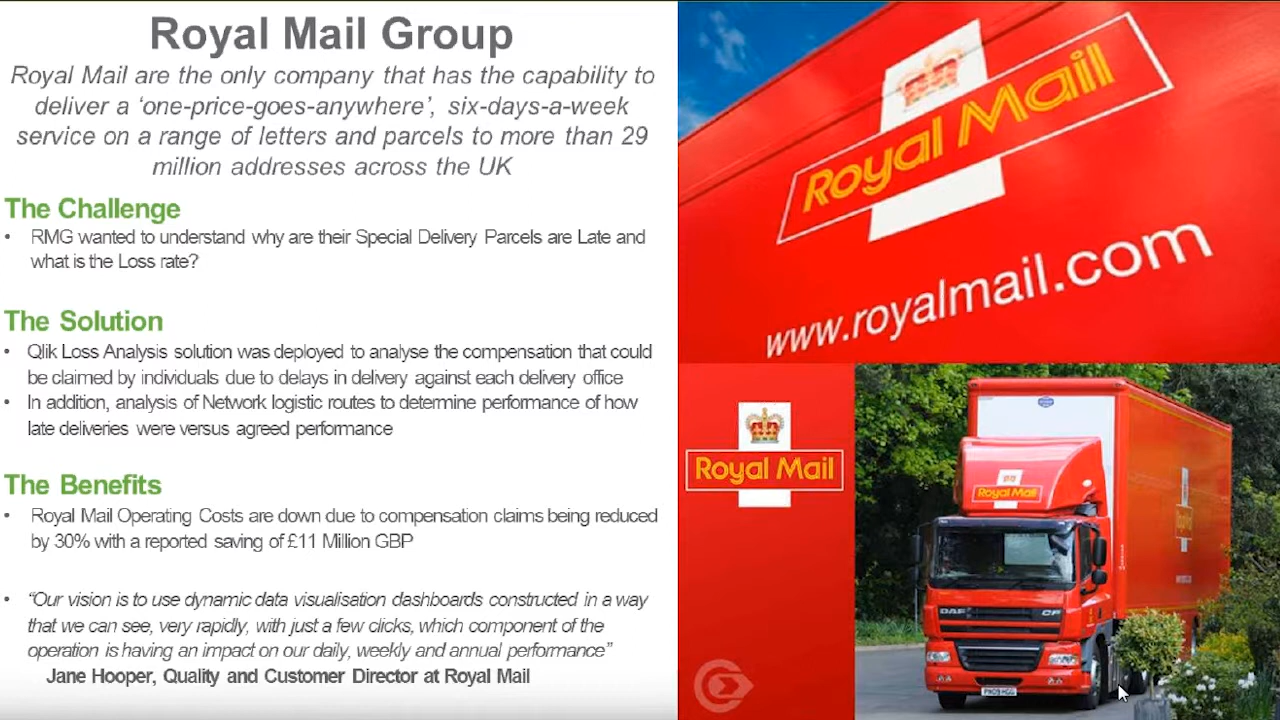 Royal Mail Group
Royal Mail are the only company that has the capability to
deliver a ‘one-price-goes-anywhere’, six-days-a-week
service on a range of letters and parcels to more than 29
million addresses across the UK
The Challenge
• RMG wanted to understand why are their Special Delivery Parcels are Late and
what is the Loss rate?
The Solution
• Qlik Loss Analysis solution was deployed to analyse the compensation that could
be claimed by individuals due to delays in delivery against each delivery office
• In addition, analysis of Network logistic routes to determine performance of how
late deliveries were versus agreed performance
The Benefits
• Royal Mail Operating Costs are down due to compensation claims being reduced
by 30% with a reported saving of £11 Million GBP
• “Our vision is to use dynamic data visualisation dashboards constructed in a way
that we can see, very rapidly, with just a few clicks, which component of the
operation is having an impact on our daily, weekly and annual performance”
Jane Hooper, Quality and Customer Director at Royal Mail
Royal Mail
www.royalmail.com
Royal Mail
Royal Mail
DAF CF